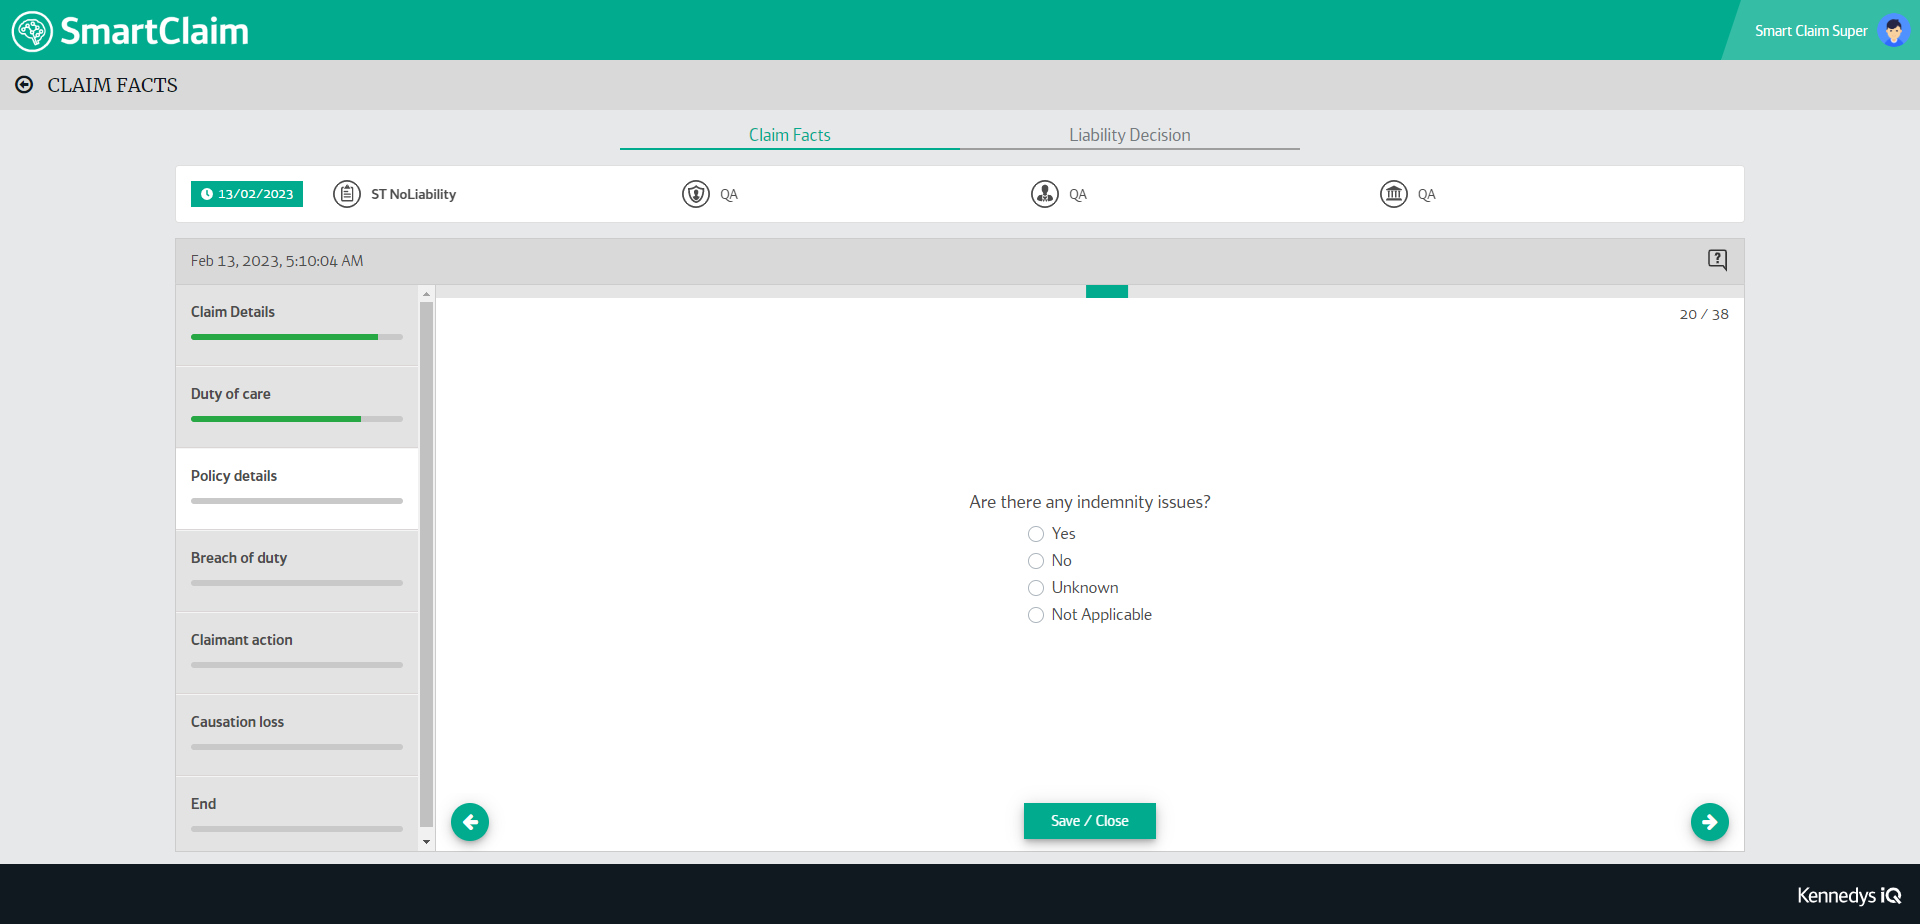 SmartClaim
Smart Claim Super
CLAIM FACTS
Claim Facts
Liability Decision
13/02/2023
ST NoLiability
QA
QA
QA
Feb 13, 2023, 5:10:04 AM
Claim Details
Duty of care
Policy details
Breach of duty
Claimant action
Causation loss
End
20 / 38
Are there any indemnity issues?
Yes
No
Unknown
Not Applicable
Save / Close
Kennedys iQ